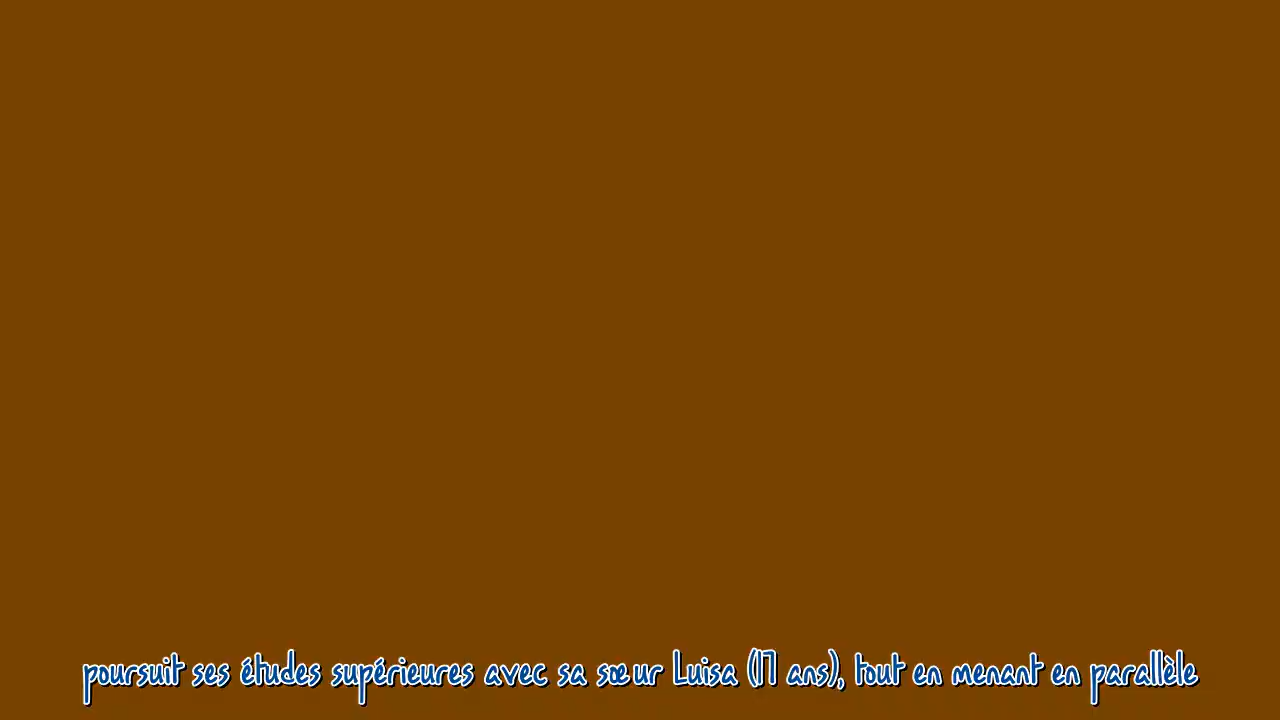 poursuit ses études supérieures avec sa sœur Luisa (17 ans), tout en menant en parallèle